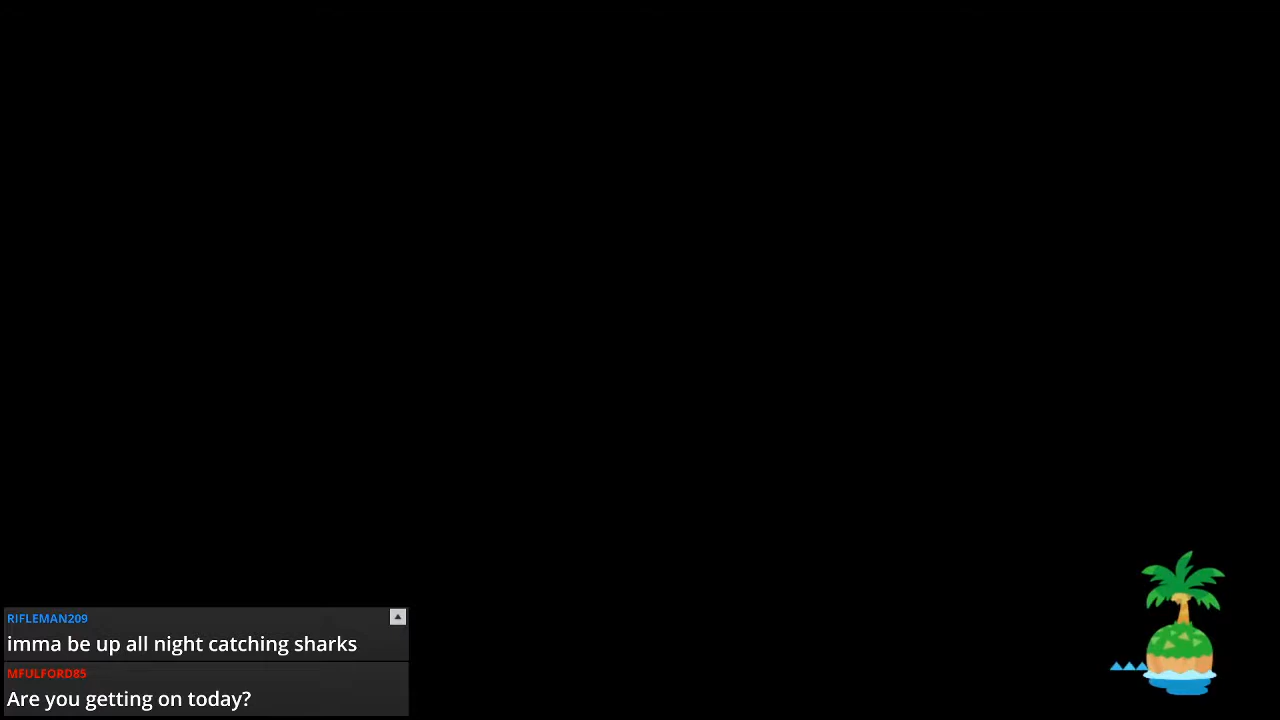 RIFLEMAN209
imma be up all night catching sharks
MFULFORD85
Are you getting on today?